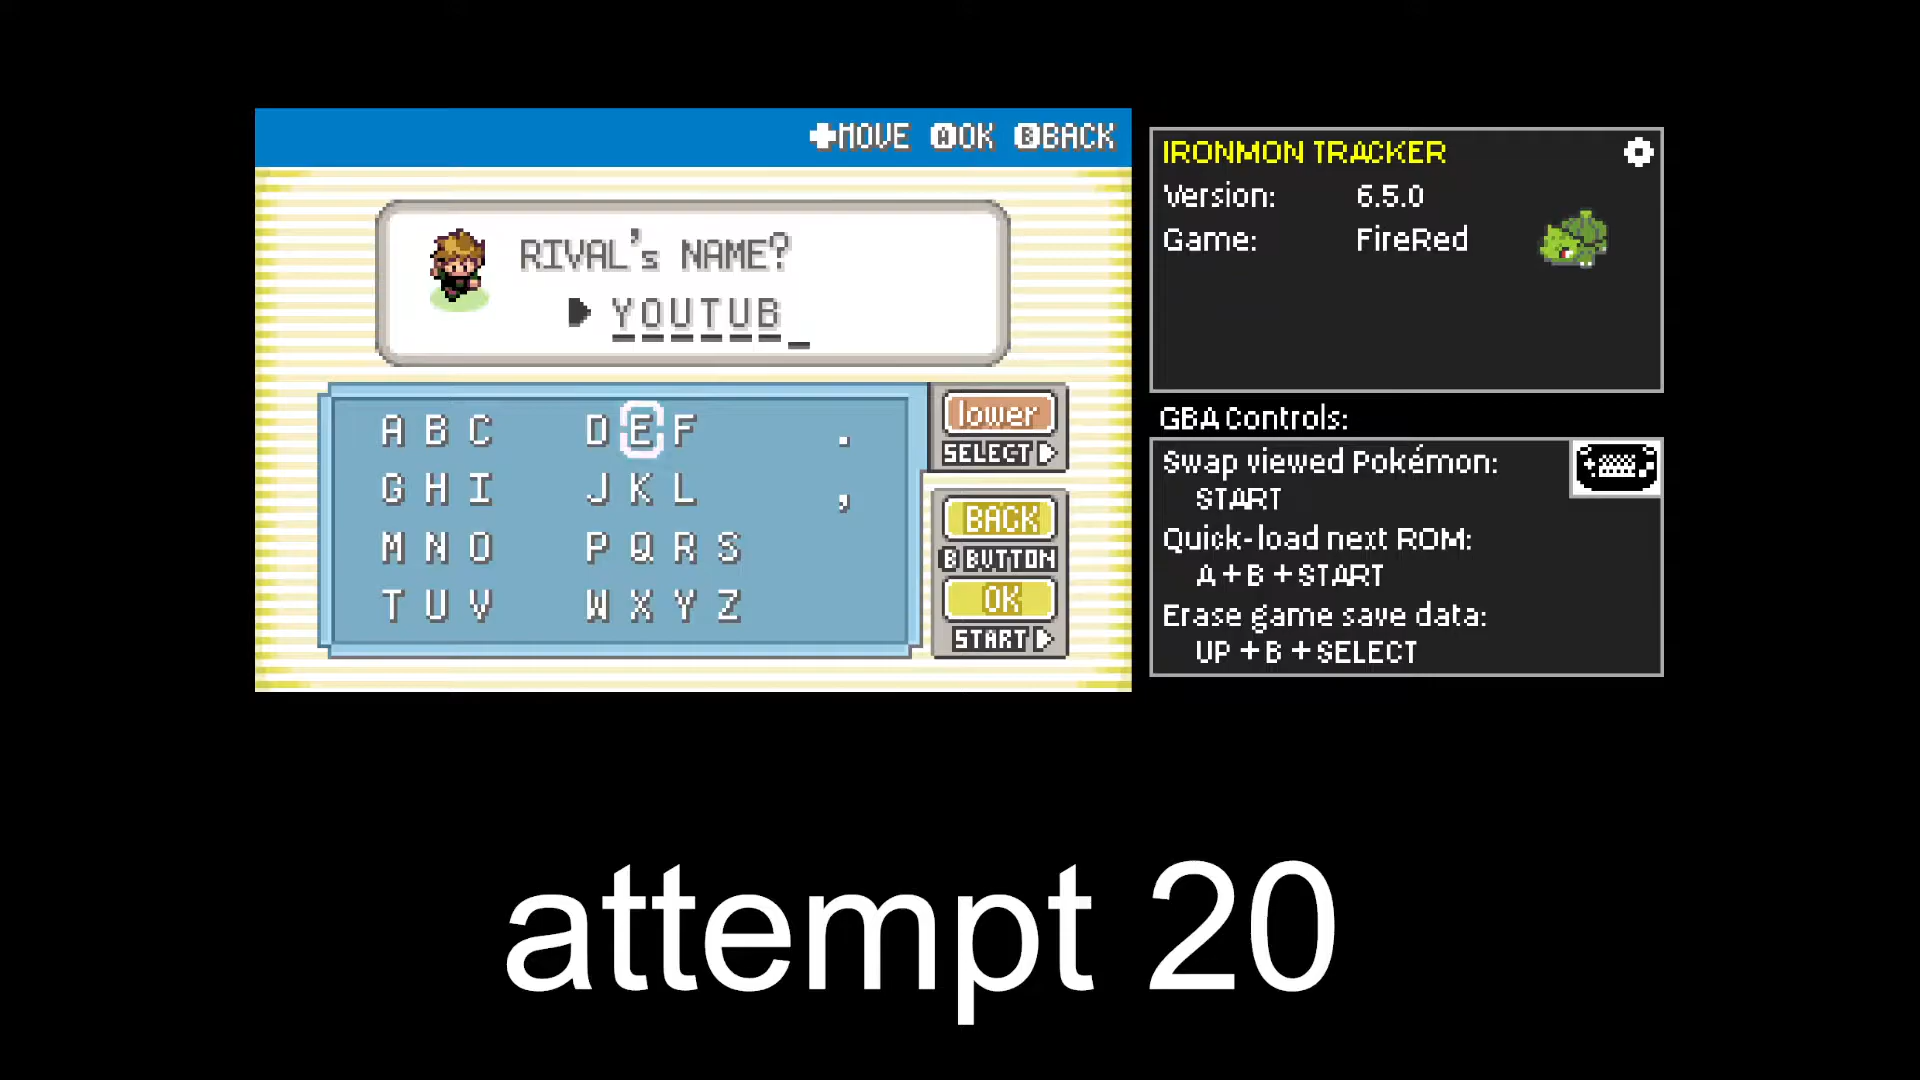 MOVE A OK B BACK
RIVAL's NAME?
YOUTUB_
A B C D E F .
G H I J K L ,
M N O P Q R S
T U V W X Y Z
lower
SELECT
BACK
B BUTTON
OK
START
IRONMON TRACKER
Version: 6.5.0
Game: FireRed
GBA Controls:
Swap viewed Pokémon:
START
Quick-load next ROM:
A + B + START
Erase game save data:
UP + B + SELECT
attempt 20